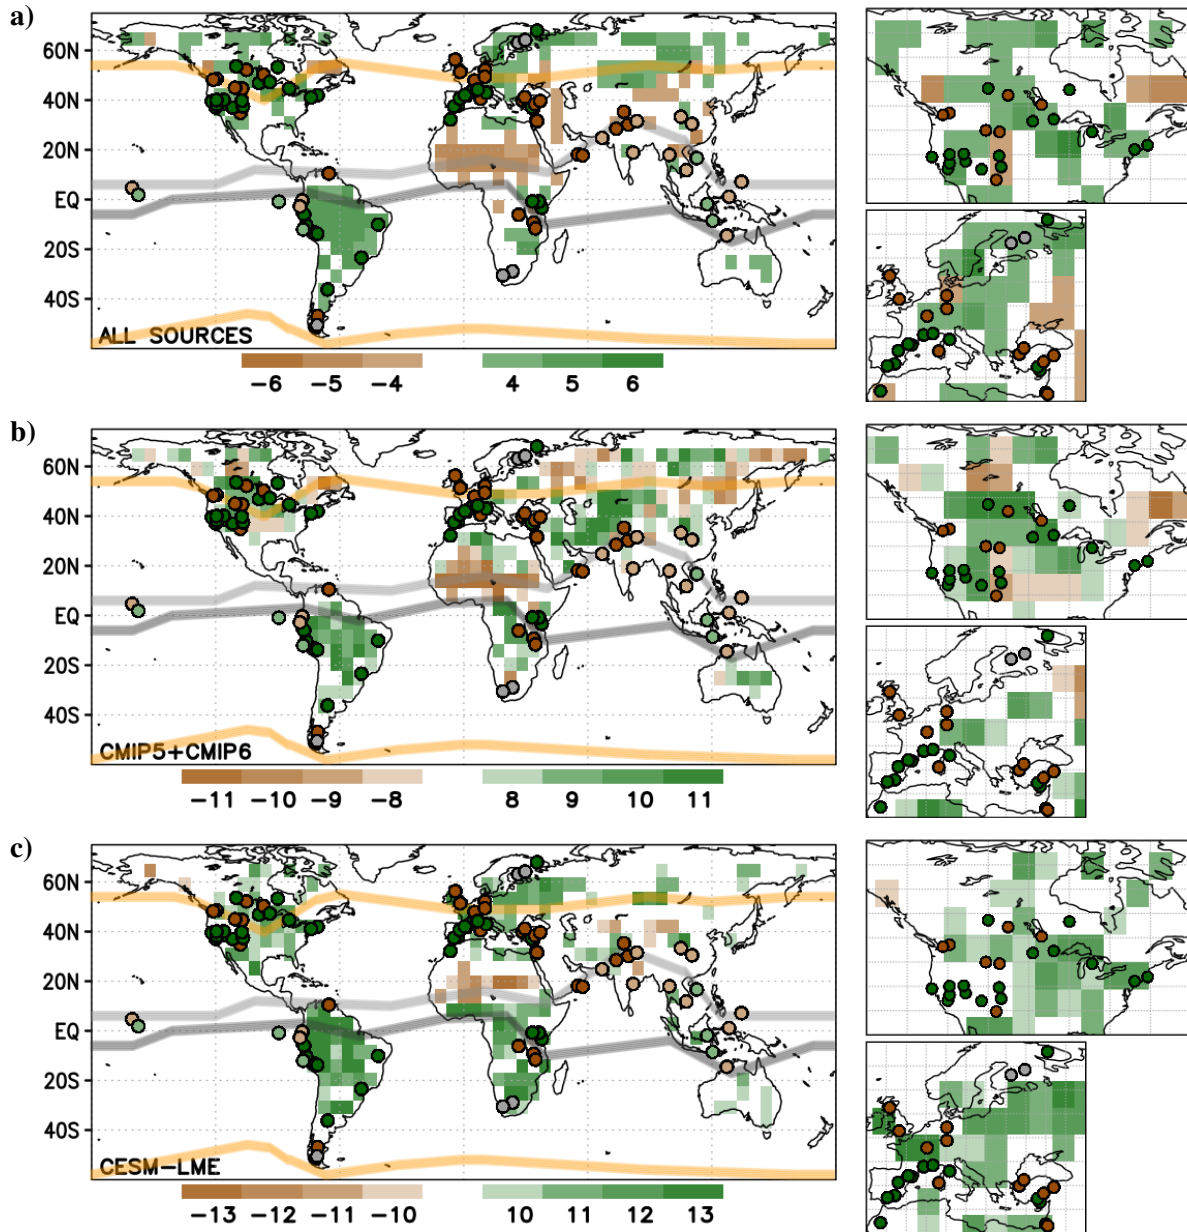 a)
60N
40N
20N
EQ
20S
40S
ALL SOURCES
-6 -5 -4 4 5 6
b)
60N
40N
20N
EQ
20S
40S
CMIP5+CMIP6
-11 -10 -9 -8 8 9 10 11
c)
60N
40N
20N
EQ
20S
40S
CESM-LME
-13 -12 -11 -10 10 11 12 13